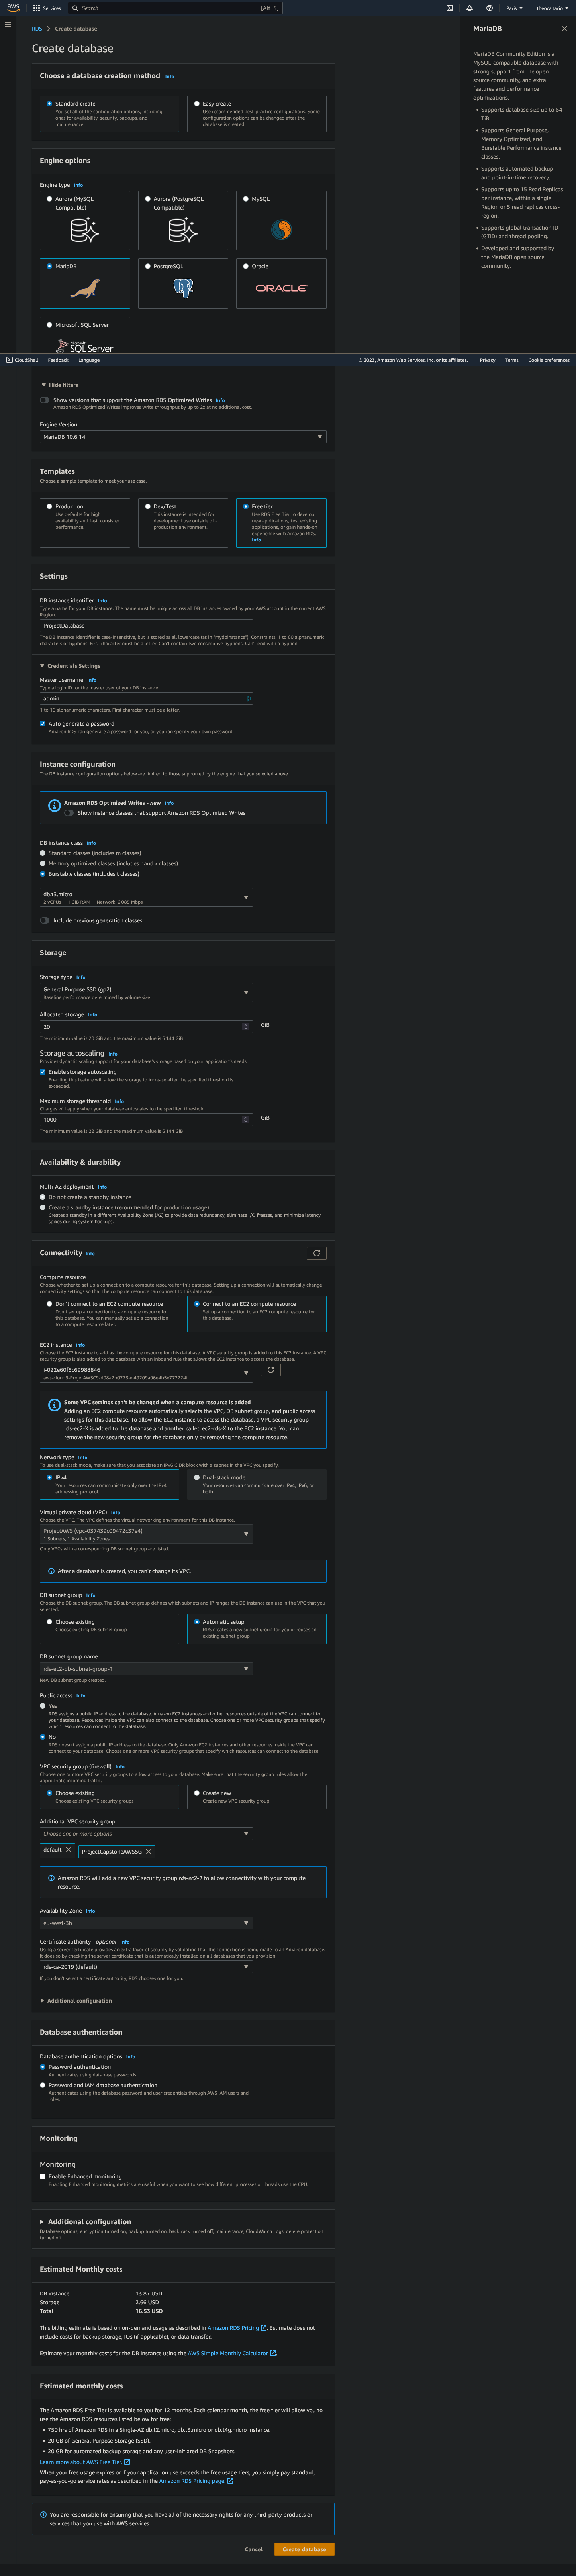 aws
Services
Search
[Alt+S]
Paris
theocanario
RDS > Create database
Create database
Choose a database creation method Info
Standard create
You set all of the configuration options, including
ones for availability, security, backups, and
maintenance.
Easy create
Use recommended best-practice configurations. Some
configuration options can be changed after the
database is created.
Engine options
Engine type Info
Aurora (MySQL
Compatible)
Aurora (PostgreSQL
Compatible)
MySQL
MariaDB
PostgreSQL
Oracle
ORACLE
Microsoft SQL Server
SQL Server
MariaDB
MariaDB Community Edition is a
MySQL-compatible database with
strong support from the open
source community, and extra
features and performance
optimizations.
• Supports database size up to 64
TiB.
• Supports General Purpose,
Memory Optimized, and
Burstable Performance instance
classes.
• Supports automated backup
and point-in-time recovery.
• Supports up to 15 Read Replicas
per instance, within a single
Region or 5 read replicas cross-
region.
• Supports global transaction ID
(GTID) and thread pooling.
• Developed and supported by
the MariaDB open source
community.
CloudShell
Feedback
Language
© 2023, Amazon Web Services, Inc. or its affiliates.
Privacy
Terms
Cookie preferences
Hide filters
Show versions that support the Amazon RDS Optimized Writes Info
Amazon RDS Optimized Writes improves write throughput by up to 2x at no additional cost.
Engine Version
MariaDB 10.6.14
Templates
Choose a sample template to meet your use case.
Production
Use defaults for high
availability and fast, consistent
performance.
Dev/Test
This instance is intended for
development use outside of a
production environment.
Free tier
Use RDS Free Tier to develop
new applications, test existing
applications, or gain hands-on
experience with Amazon RDS.
Info
Settings
DB instance identifier Info
Type a name for your DB instance. The name must be unique across all DB instances owned by your AWS account in the current AWS
Region.
ProjectDatabase
The DB instance identifier is case-insensitive, but is stored as all lowercase (as in "mydbinstance"). Constraints: 1 to 60 alphanumeric
characters or hyphens. First character must be a letter. Can't contain two consecutive hyphens. Can't end with a hyphen.
Credentials Settings
Master username Info
Type a login ID for the master user of your DB instance.
admin
1 to 16 alphanumeric characters. First character must be a letter.
Auto generate a password
Amazon RDS can generate a password for you, or you can specify your own password.
Instance configuration
The DB instance configuration options below are limited to those supported by the engine that you selected above.
Amazon RDS Optimized Writes - new Info
Show instance classes that support Amazon RDS Optimized Writes
DB instance class Info
Standard classes (includes m classes)
Memory optimized classes (includes r and x classes)
Burstable classes (includes t classes)
db.t3.micro
2 vCPUs 1 GiB RAM Network: 2 085 Mbps
Include previous generation classes
Storage
Storage type Info
General Purpose SSD (gp2)
Baseline performance determined by volume size
Allocated storage Info
20
GiB
The minimum value is 20 GiB and the maximum value is 6 144 GiB
Storage autoscaling Info
Provides dynamic scaling support for your database's storage based on your application's needs.
Enable storage autoscaling
Enabling this feature will allow the storage to increase after the specified threshold is
exceeded.
Maximum storage threshold Info
Charges will apply when your database autoscales to the specified threshold
1000
GiB
The minimum value is 22 GiB and the maximum value is 6 144 GiB
Availability & durability
Multi-AZ deployment Info
Do not create a standby instance
Create a standby instance (recommended for production usage)
Creates a standby in a different Availability Zone (AZ) to provide data redundancy, eliminate I/O freezes, and minimise latency
spikes during system backups.
Connectivity Info
Compute resource
Choose whether to set up a connection to a compute resource for this database. Setting up a connection will automatically change
connectivity settings so that the compute resource can connect to this database.
Don't connect to an EC2 compute resource
Don't set up a connection to a compute resource for
this database. You can manually set up a connection
to a compute resource later.
Connect to an EC2 compute resource
Set up a connection to an EC2 compute resource for
this database.
EC2 instance Info
Choose the EC2 instance to add as the compute resource for this database. A VPC security group is added to this EC2 instance. A VPC
security group is also added to the database with an inbound rule that allows the EC2 instance to access the database.
i-022e60f5c69988846
Some VPC settings can't be changed when a compute resource is added
Adding an EC2 compute resource automatically selects the VPC, DB subnet group, and public access
settings for this database. To allow the EC2 instance to access the database, a VPC security group
rds-ec2-X is added to the database and another called ec2-rds-X to the EC2 instance. You can
remove the new security group for the database only by removing the compute resource.
Network type Info
To use dual-stack mode, make sure that you associate an IPv6 CIDR block with a subnet in the VPC you specify.
IPv4
Your resources can communicate only over the IPv4
addressing protocol.
Dual-stack mode
Your resources can communicate over IPv4, IPv6, or
both.
Virtual private cloud (VPC) Info
Choose the VPC. The VPC defines the virtual networking environment for this DB instance.
ProjectAWS (vpc-037439c09472c37e4)
1 Subnets, 1 Availability Zones
Only VPCs with a corresponding DB subnet group are listed.
After a database is created, you can't change its VPC.
DB subnet group Info
Choose the DB subnet group. The DB subnet group defines which subnets and IP ranges the DB instance can use in the VPC that you
selected.
Choose existing
Choose existing DB subnet group
Automatic setup
RDS creates a new subnet group for you or reuses an
existing subnet group
DB subnet group name
rds-ec2-db-subnet-group-1
New DB subnet group created.
Public access Info
Yes
RDS assigns a public IP address to the database. Amazon EC2 instances and other resources outside of the VPC can connect to
your database. Resources inside the VPC can also connect to the database. Choose one or more VPC security groups that specify
which resources can connect to the database.
No
RDS doesn't assign a public IP address to the database. Only Amazon EC2 instances and other resources inside the VPC can
connect to your database. Choose one or more VPC security groups that specify which resources can connect to the database.
VPC security group (firewall) Info
Choose one or more VPC security groups to allow access to your database. Make sure that the security group rules allow the
appropriate incoming traffic.
Choose existing
Choose existing VPC security groups
Create new
Create new VPC security group
Additional VPC security group
Choose one or more options
default
ProjectCapstoneAWSSG
Amazon RDS will add a new VPC security group rds-ec2-1 to allow connectivity with your compute
resource.
Availability Zone Info
eu-west-3b
Certificate authority - optional Info
Using a server certificate provides an extra layer of security by validating that the connection is being made to an Amazon database.
It does so by checking the server certificate that is automatically installed on all databases that you provision.
rds-ca-2019 (default)
If you don't select a certificate authority, RDS chooses one for you.
Additional configuration
Database authentication
Database authentication options Info
Password authentication
Authenticates using database passwords.
Password and IAM database authentication
Authenticates using the database password and user credentials through AWS IAM users and
roles.
Monitoring
Monitoring
Enable Enhanced monitoring
Enabling Enhanced monitoring metrics are useful when you want to see how different processes or threads use the CPU.
Additional configuration
Database options, encryption turned on, backup turned on, backtrack turned off, maintenance, CloudWatch Logs, delete protection
turned off.
Estimated Monthly costs
DB instance 13.87 USD
Storage 2.66 USD
Total 16.53 USD
This billing estimate is based on on-demand usage as described in Amazon RDS Pricing. Estimate does not
include costs for backup storage, IOs (if applicable), or data transfer.
Estimate your monthly costs for the DB Instance using the AWS Simple Monthly Calculator.
Estimated monthly costs
The Amazon RDS Free Tier is available to you for 12 months. Each calendar month, the free tier will allow you to
use the Amazon RDS resources listed below for free:
• 750 hrs of Amazon RDS in a Single-AZ db.t2.micro, db.t3.micro or db.t4g.micro Instance.
• 20 GB of General Purpose Storage (SSD).
• 20 GB for automated backup storage and any user-initiated DB Snapshots.
Learn more about AWS Free Tier.
When your free usage expires or if your application exceeds the free usage tiers, you simply pay standard,
pay-as-you-go service rates as described in the Amazon RDS Pricing page.
You are responsible for ensuring that you have all of the necessary rights for any third-party products or
services that you use with AWS services.
Cancel
Create database